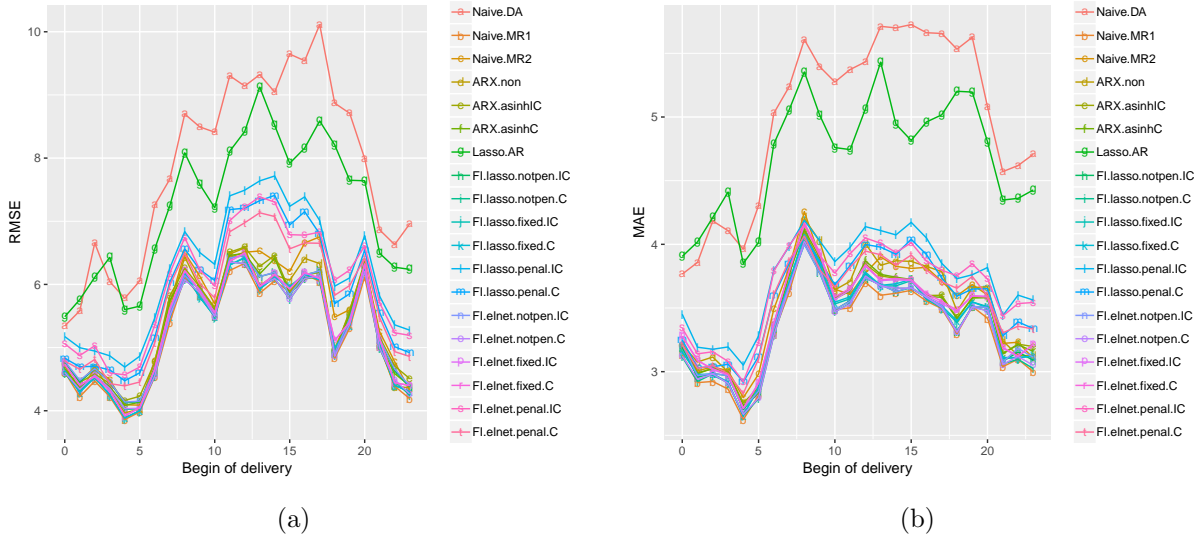 10
8
6
4
RMSE
0
5
10
15
20
Begin of delivery
Naive.DA
Naive.MR1
Naive.MR2
ARX.non
ARX.asinhIC
ARX.asinhC
Lasso.AR
FI.lasso.notpen.IC
FI.lasso.notpen.C
FI.lasso.fixed.IC
FI.lasso.fixed.C
FI.lasso.penal.IC
FI.lasso.penal.C
FI.elnet.notpen.IC
FI.elnet.notpen.C
FI.elnet.fixed.IC
FI.elnet.fixed.C
FI.elnet.penal.IC
FI.elnet.penal.C
(a)
5
4
3
MAE
0
5
10
15
20
Begin of delivery
Naive.DA
Naive.MR1
Naive.MR2
ARX.non
ARX.asinhIC
ARX.asinhC
Lasso.AR
FI.lasso.notpen.IC
FI.lasso.notpen.C
FI.lasso.fixed.IC
FI.lasso.fixed.C
FI.lasso.penal.IC
FI.lasso.penal.C
FI.elnet.notpen.IC
FI.elnet.notpen.C
FI.elnet.fixed.IC
FI.elnet.fixed.C
FI.elnet.penal.IC
FI.elnet.penal.C
(b)